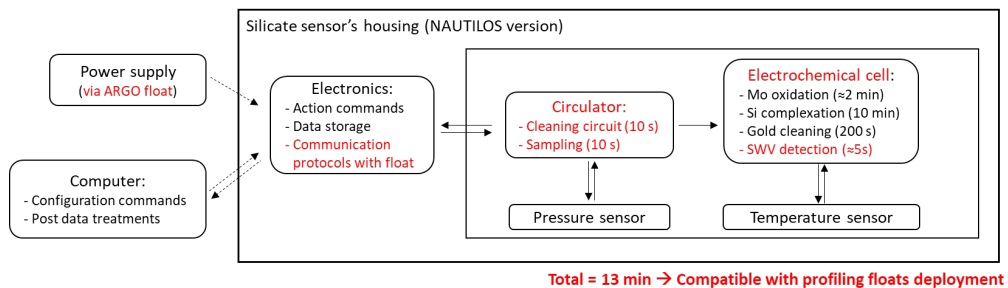 Silicate sensor's housing (NAUTILOS version)
Power supply
(via ARGO float)
Electronics:
- Action commands
- Data storage
- Communication
protocols with float
Computer:
- Configuration commands
- Post data treatments
Circulator:
- Cleaning circuit (10 s)
- Sampling (10 s)
Electrochemical cell:
- Mo oxidation (≈2 min)
- Si complexation (10 min)
- Gold cleaning (200 s)
- SWV detection (≈5s)
Pressure sensor
Temperature sensor
Total = 13 min → Compatible with profiling floats deployment